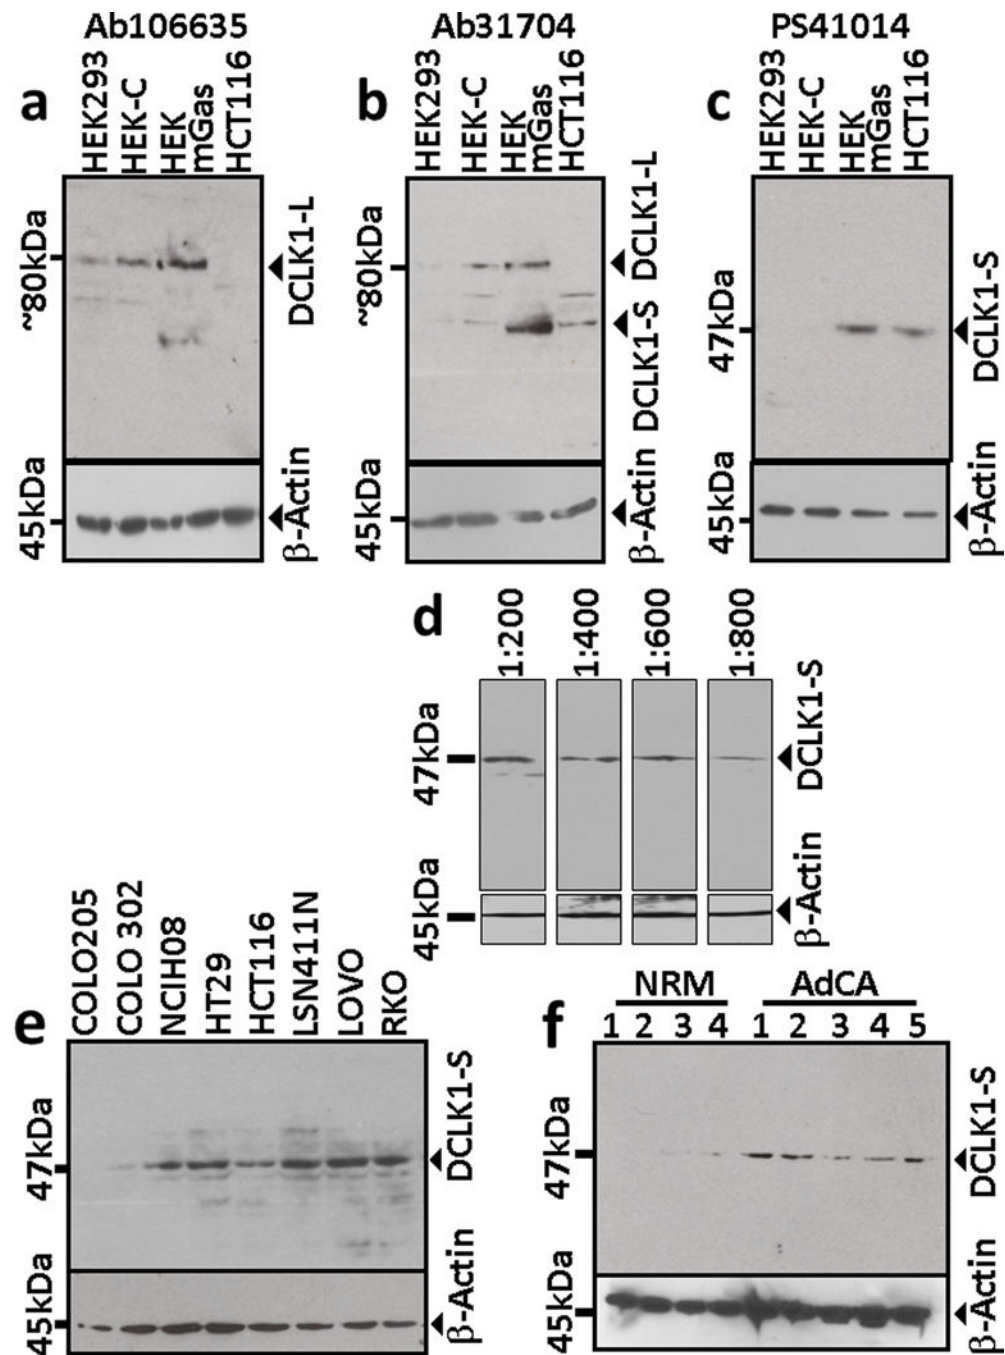 Ab106635
a
HEK293
HEK-C
HEK
mGas
HCT116
~80kDa
DCLK1-L
45kDa
β-Actin
Ab31704
b
HEK293
HEK-C
HEK
mGas
HCT116
~80kDa
DCLK1-L
DCLK1-S
45kDa
β-Actin
PS41014
c
HEK293
HEK-C
HEK
mGas
HCT116
47kDa
DCLK1-S
45kDa
β-Actin
d
1:200
1:400
1:600
1:800
47kDa
DCLK1-S
45kDa
β-Actin
e
COLO205
COLO 302
NCIH08
HT29
HCT116
LSN411N
LOVO
RKO
47kDa
DCLK1-S
45kDa
β-Actin
f
NRM AdCA
1 2 3 4 1 2 3 4 5
47kDa
DCLK1-S
45kDa
β-Actin